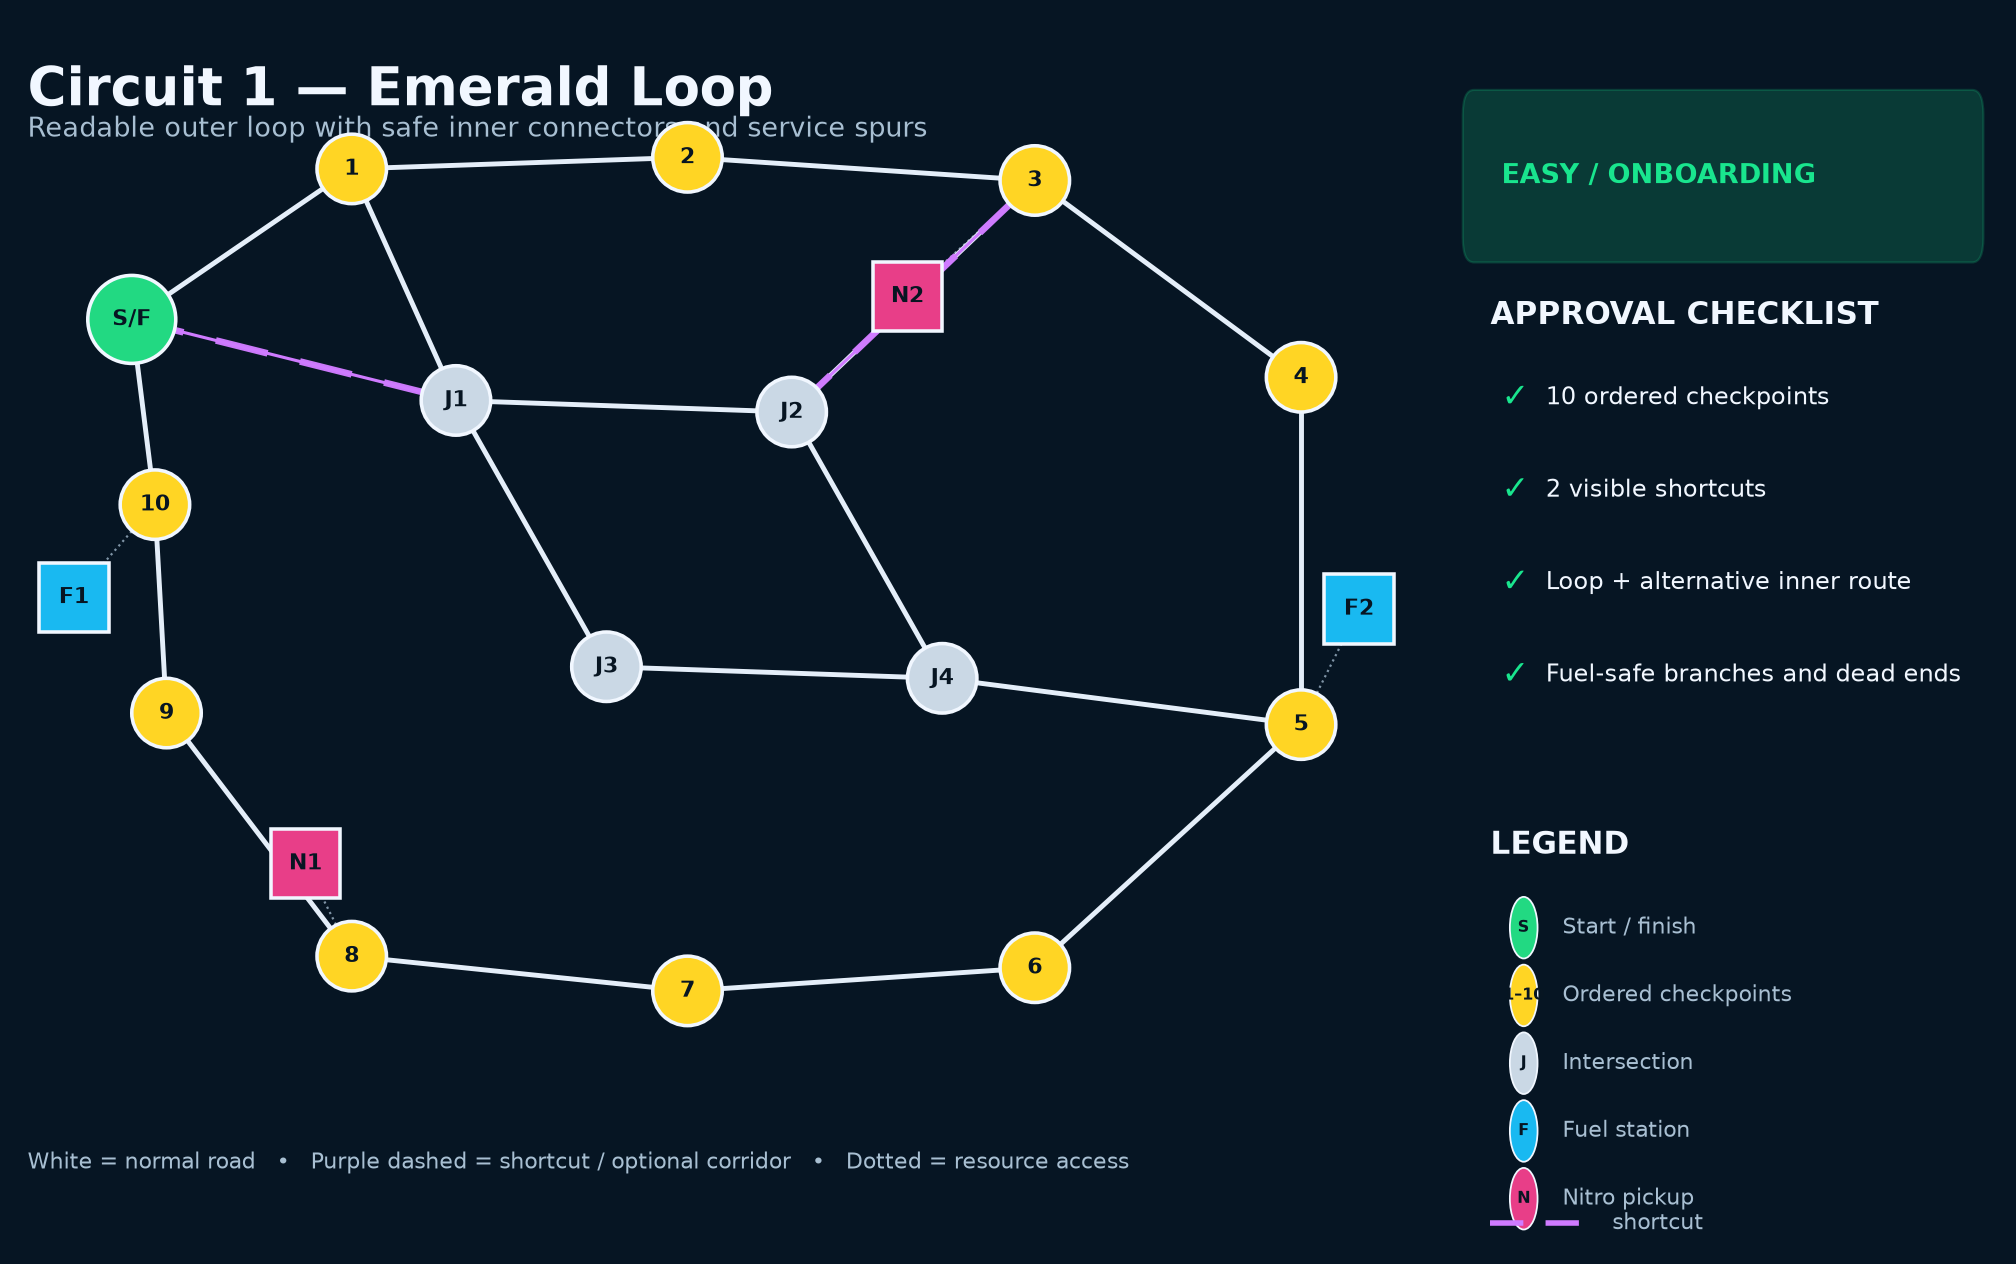 Circuit 1 — Emerald Loop
Readable outer loop with safe inner connectors and service spurs
1
2
3
S/F
N2
4
J1
J2
10
F1
F2
J3
J4
9
5
N1
8
7
6
White = normal road • Purple dashed = shortcut / optional corridor • Dotted = resource access
EASY / ONBOARDING
APPROVAL CHECKLIST
✓ 10 ordered checkpoints
✓ 2 visible shortcuts
✓ Loop + alternative inner route
✓ Fuel-safe branches and dead ends
LEGEND
S Start / finish
1–10 Ordered checkpoints
J Intersection
F Fuel station
N Nitro pickup
shortcut